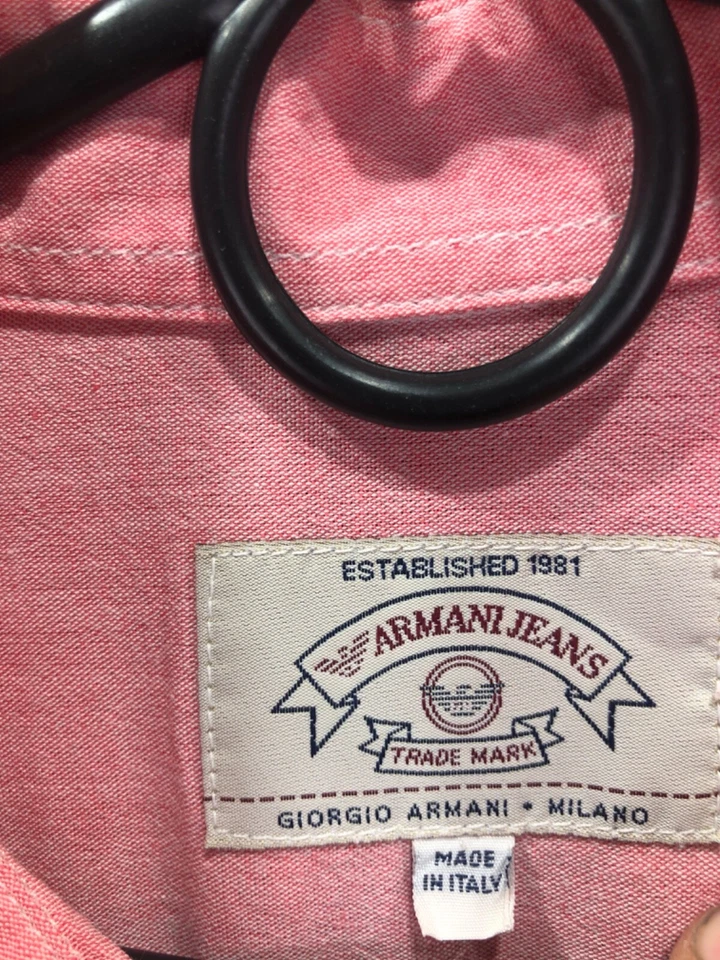 ESTABLISHED 1981
ARMANI JEANS
TRADE MARK
GIORGIO ARMANI • MILANO
MADE
IN ITALY